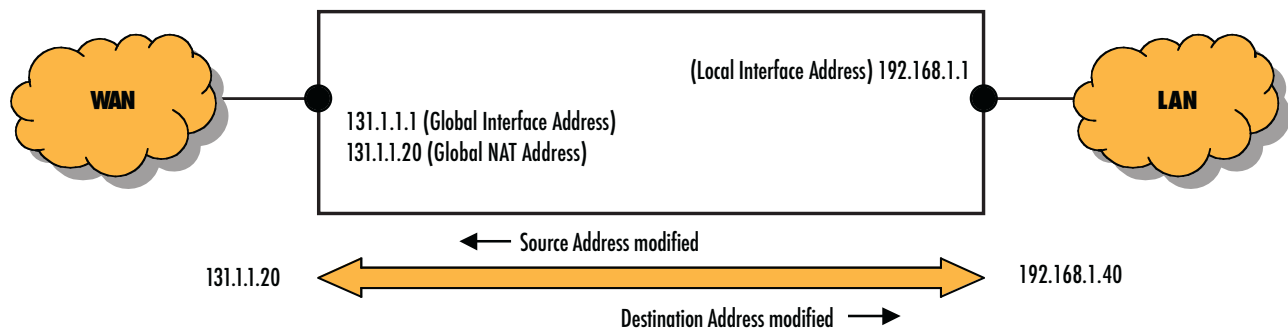 WAN
(Local Interface Address) 192.168.1.1
LAN
131.1.1.1 (Global Interface Address)
131.1.1.20 (Global NAT Address)
Source Address modified
131.1.1.20
192.168.1.40
Destination Address modified